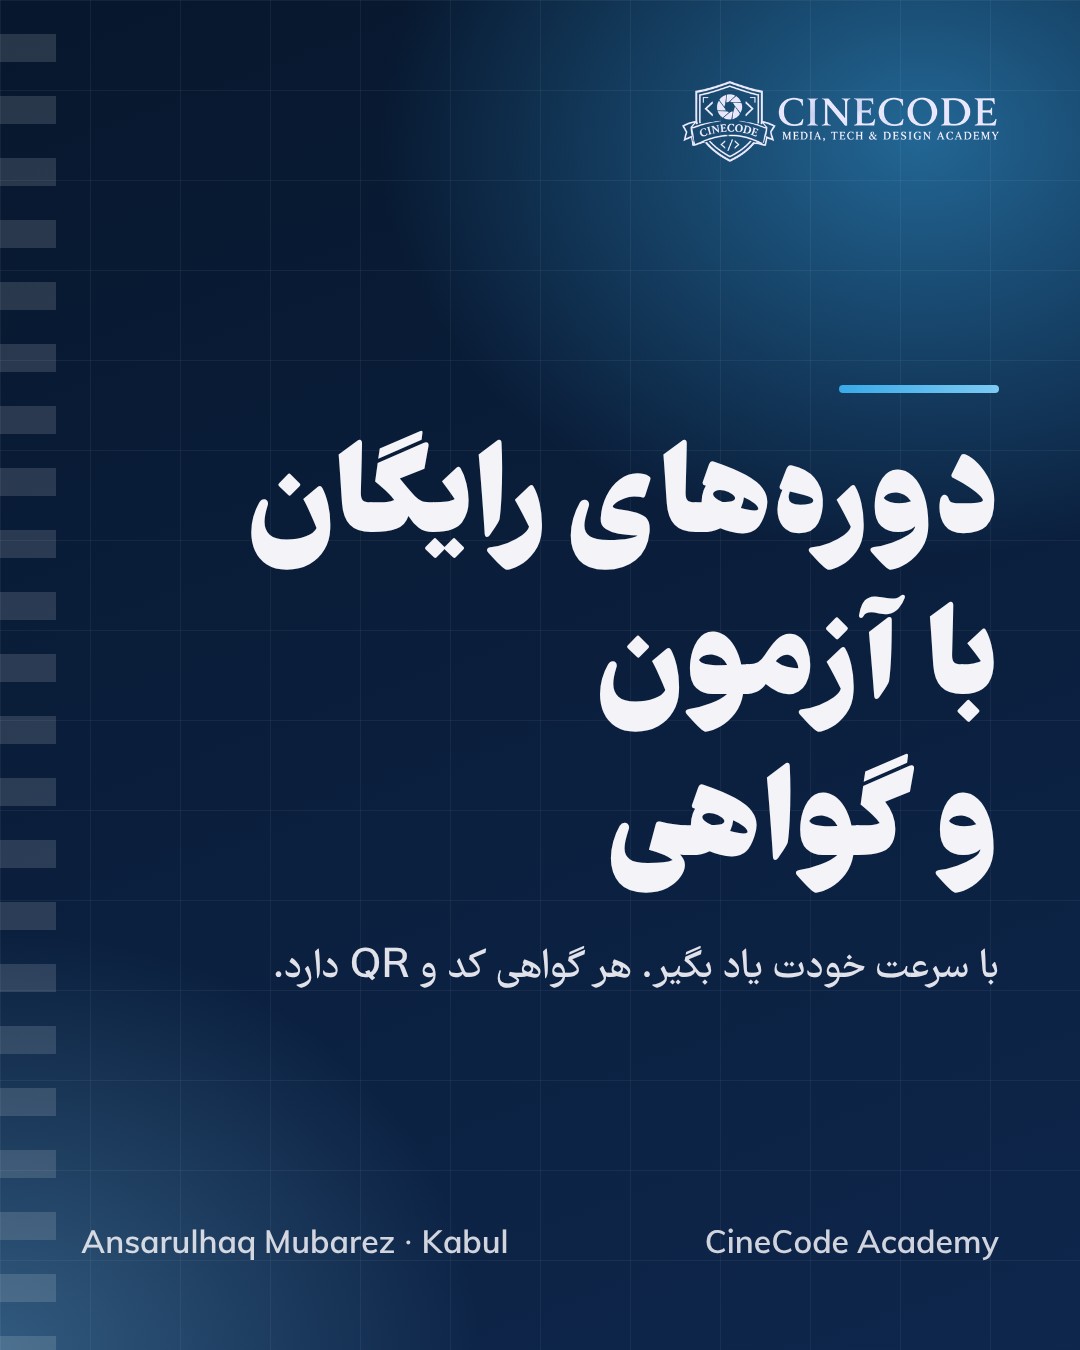 CINECODE
CINECODE
MEDIA, TECH & DESIGN ACADEMY
دوره‌های رایگان
با آزمون
و گواهی
با سرعت خودت یاد بگیر. هر گواهی کد و QR دارد.
Ansarulhaq Mubarez · Kabul
CineCode Academy